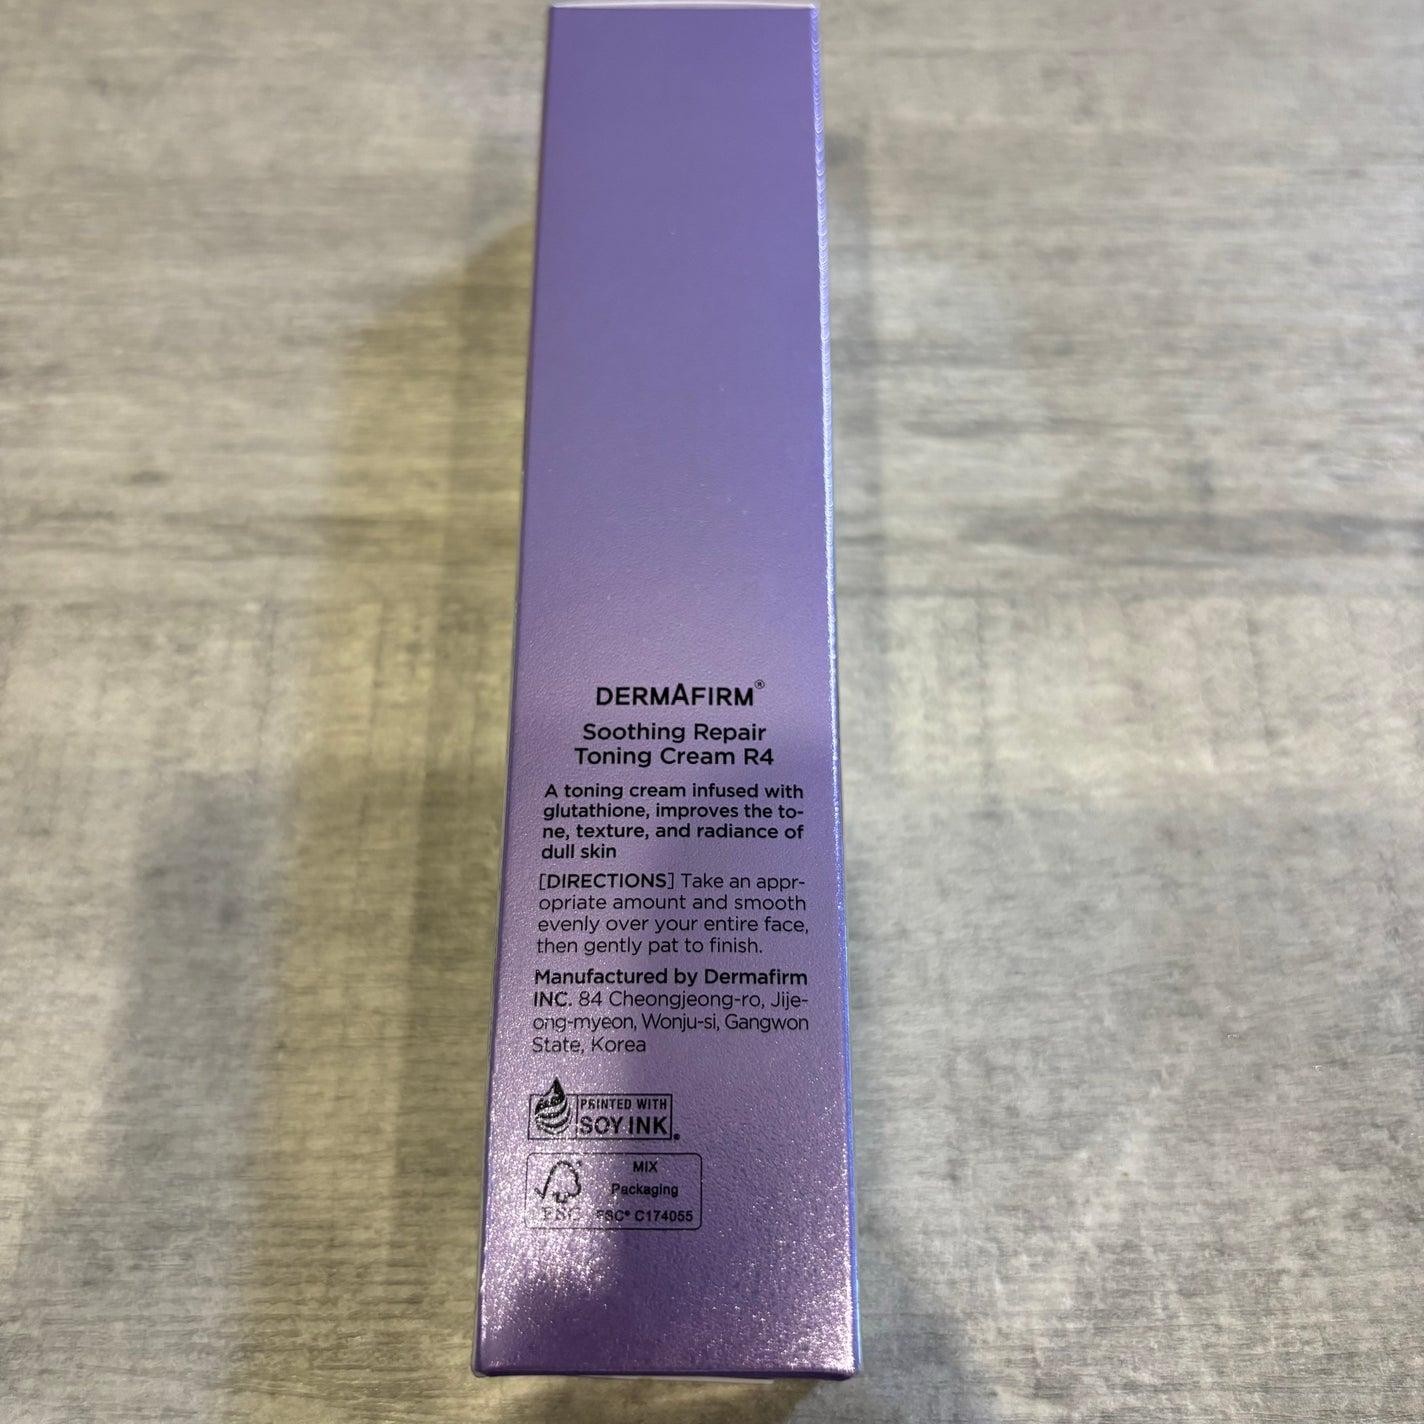 DERMAFIRM®
Soothing Repair
Toning Cream R4
A toning cream infused with
glutathione, improves the to-
ne, texture, and radiance of
dull skin
[DIRECTIONS] Take an appr-
opriate amount and smooth
evenly over your entire face,
then gently pat to finish.
Manufactured by Dermafirm
INC. 84 Cheongjeong-ro, Jije-
ong-myeon, Wonju-si, Gangwon
State, Korea
PRINTED WITH
SOY INK
MIX
Packaging
FSC
FSC® C174055